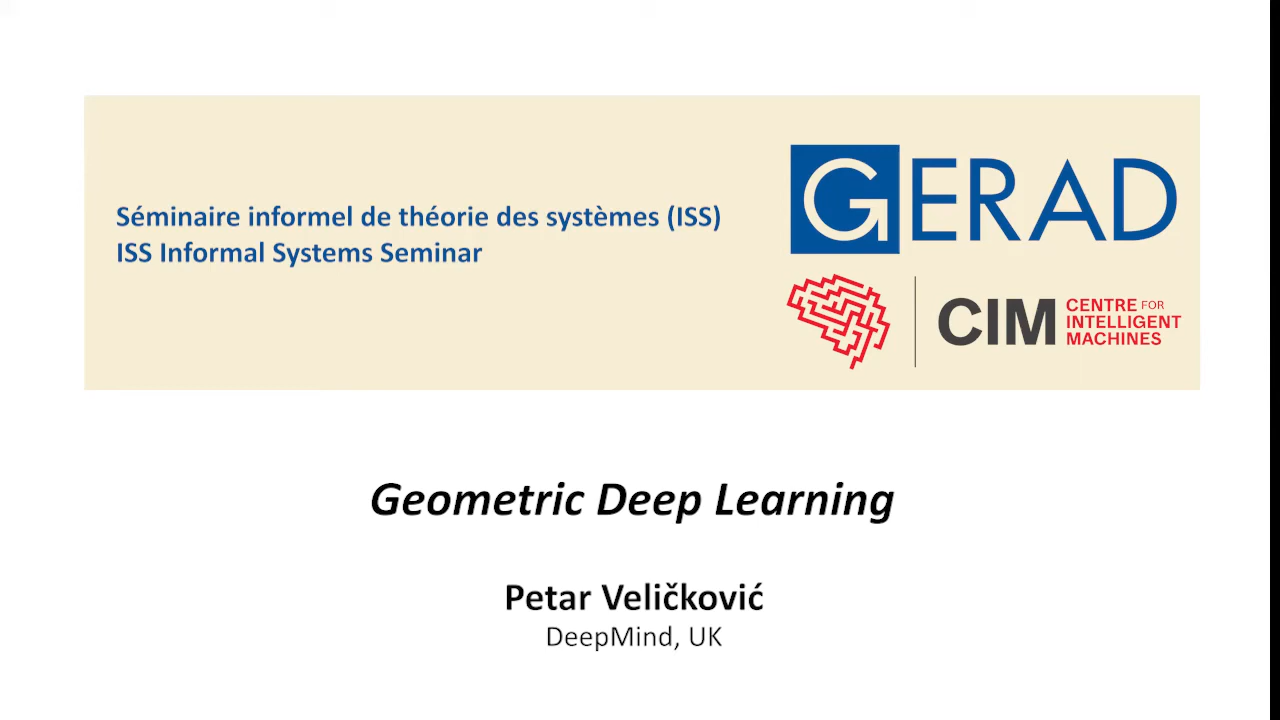 Séminaire informel de théorie des systèmes (ISS)
ISS Informal Systems Seminar
GERAD
CIM
CENTRE FOR
INTELLIGENT
MACHINES
Geometric Deep Learning
Petar Veličković
DeepMind, UK